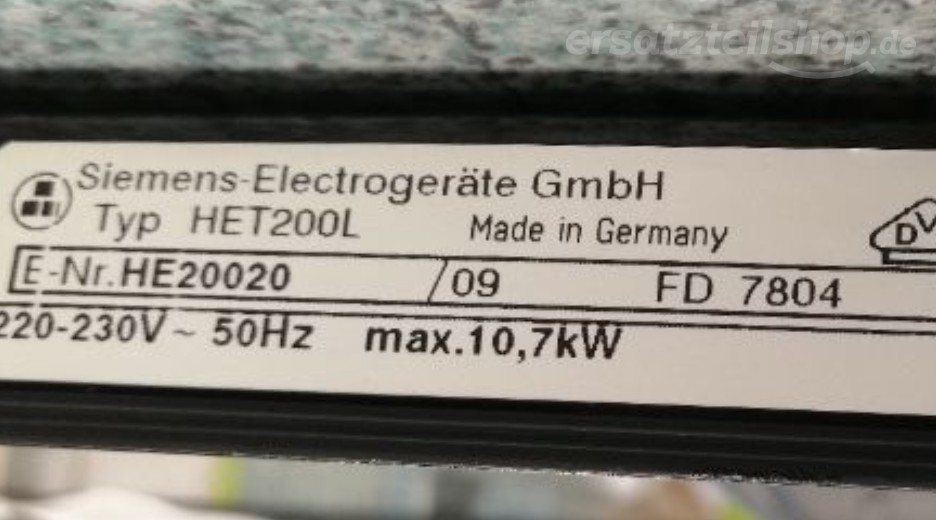 ersatzteilshop.de
Siemens-Electrogeräte GmbH
Typ HET200L Made in Germany
E-Nr. HE20020 /09 FD 7804
220-230V~ 50Hz max.10,7kW
DV